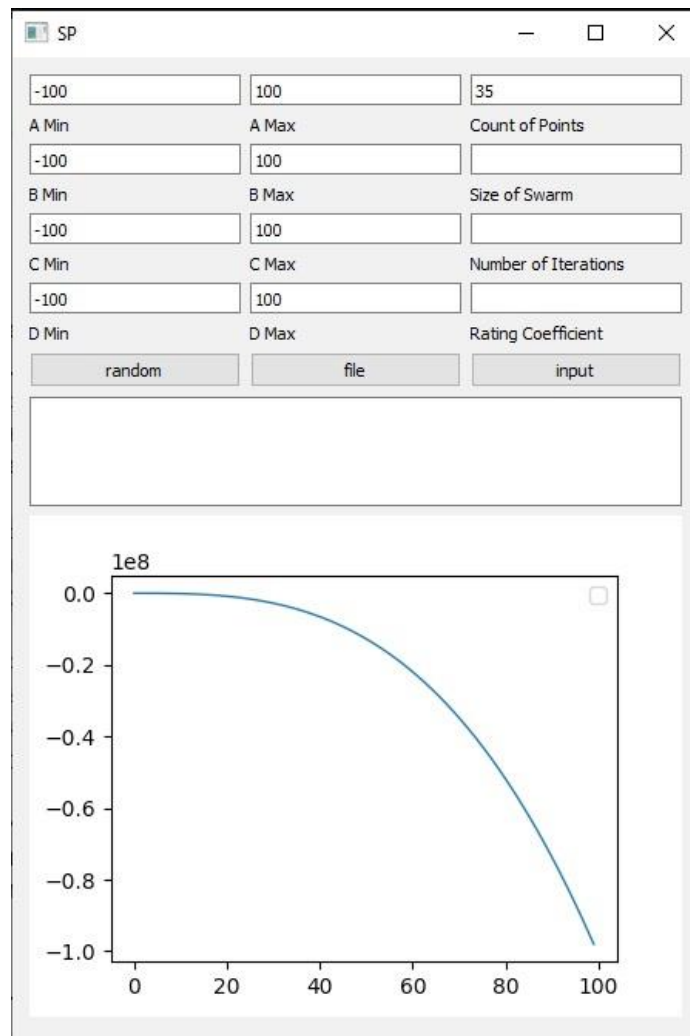 SP
-100 100 35
A Min A Max Count of Points
-100 100
B Min B Max Size of Swarm
-100 100
C Min C Max Number of Iterations
-100 100
D Min D Max Rating Coefficient
random file input
1e8
0.0
−0.2
−0.4
−0.6
−0.8
−1.0
0 20 40 60 80 100